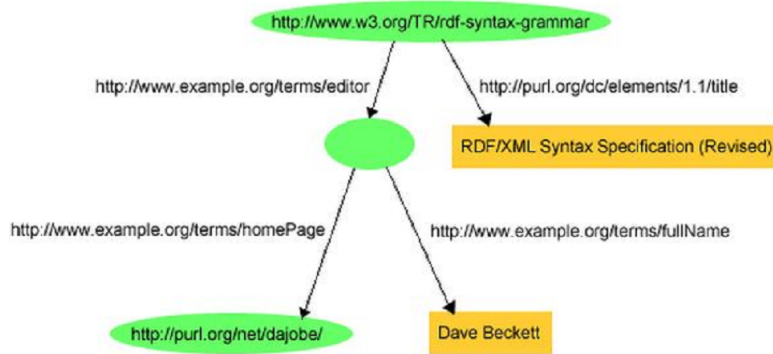 http://www.w3.org/TR/rdf-syntax-grammar
http://www.example.org/terms/editor
http://purl.org/dc/elements/1.1/title
RDF/XML Syntax Specification (Revised)
http://www.example.org/terms/homePage
http://www.example.org/terms/fullName
http://purl.org/net/dajobe/
Dave Beckett